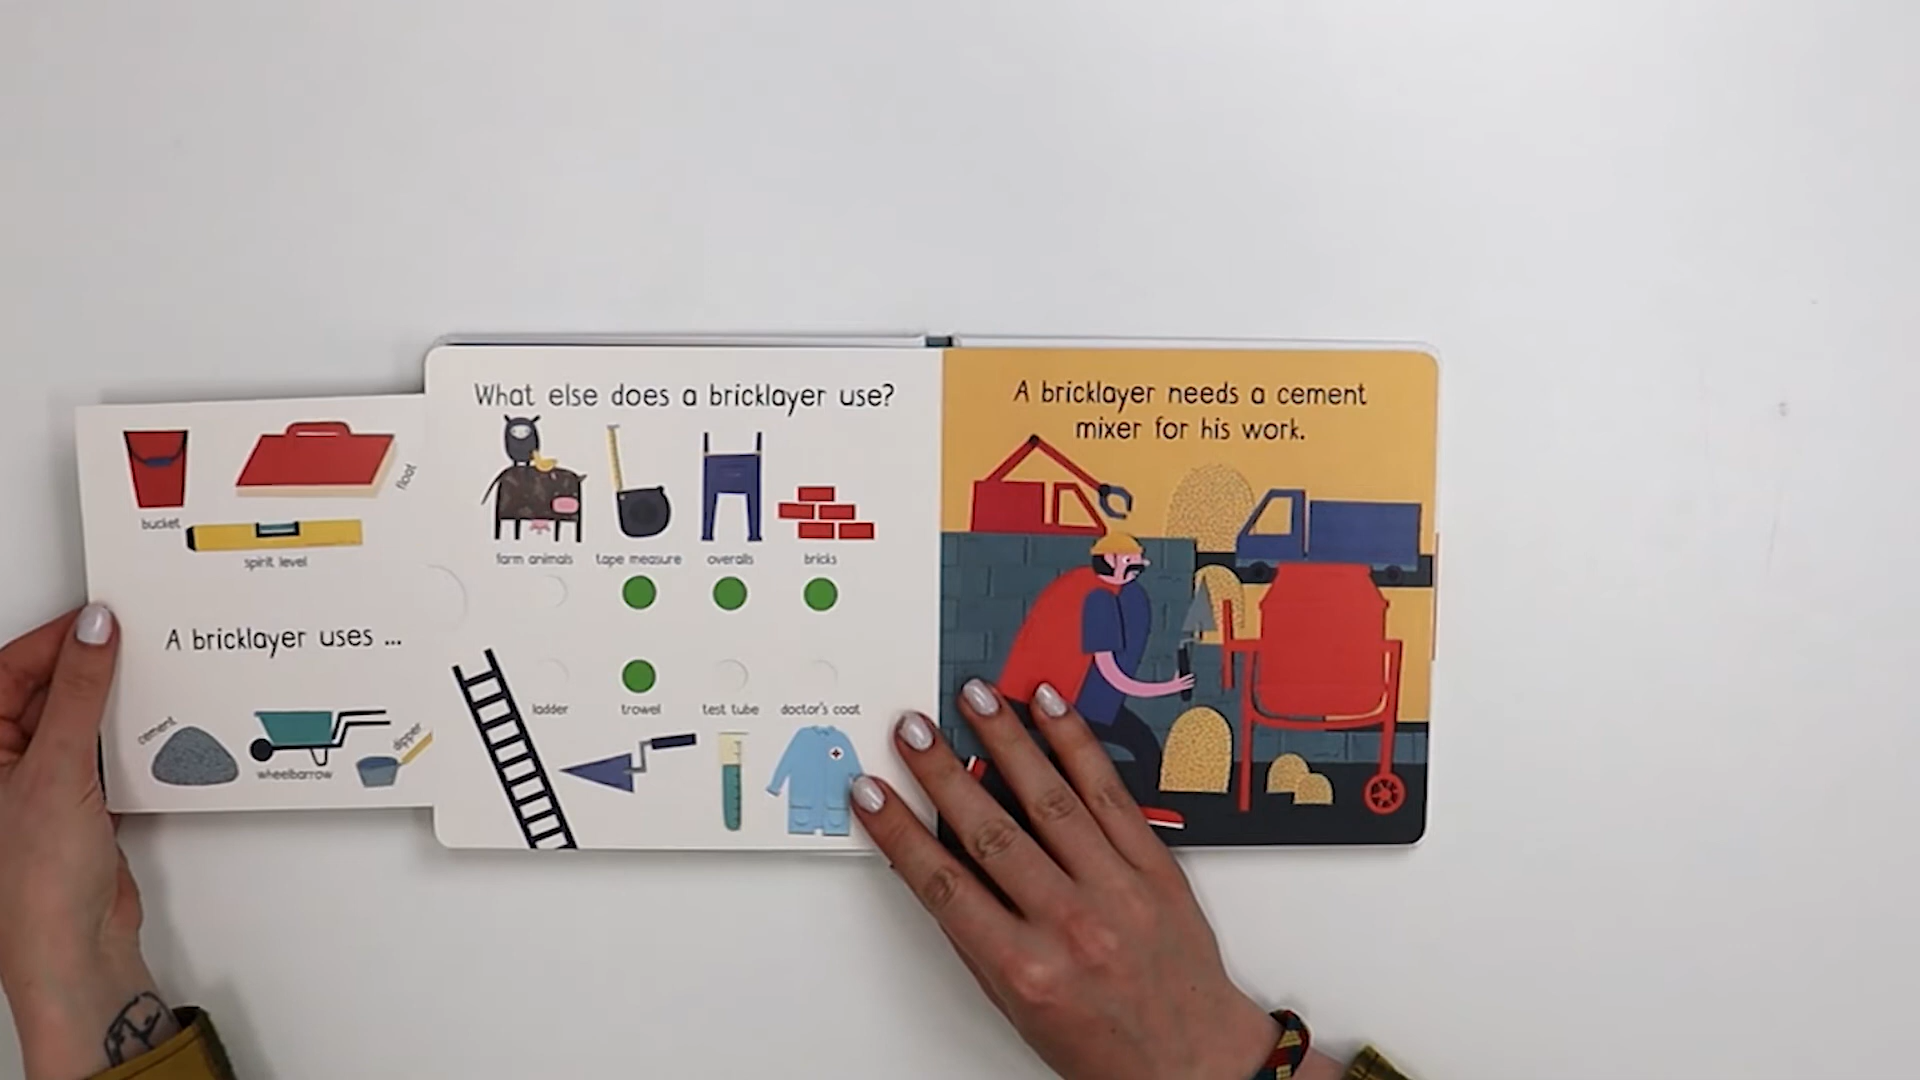 bucket
float
spirit level
A bricklayer uses ...
cement
wheelbarrow
dipper
What else does a bricklayer use?
farm animals
tape measure
overalls
bricks
ladder
trowel
test tube
doctor's coat
A bricklayer needs a cement
mixer for his work.